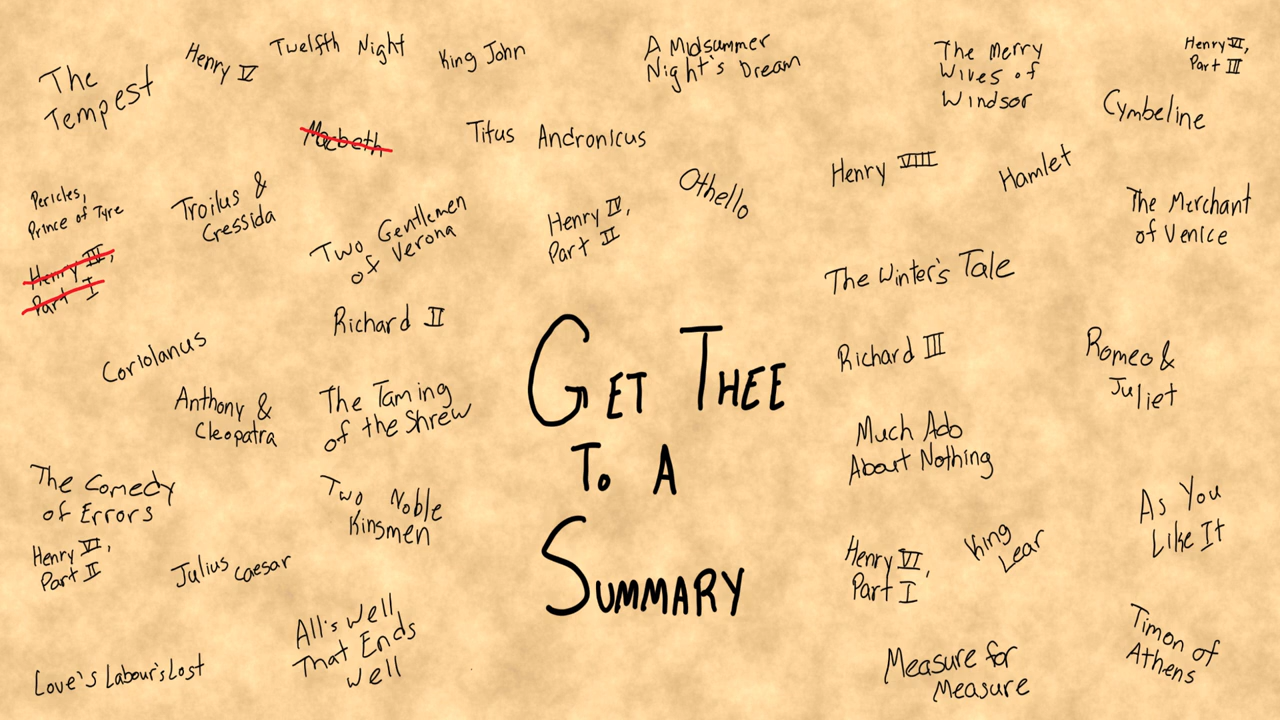 The
Tempest
Henry IV
Twelfth Night
King John
A Midsummer
Night's Dream
The Merry
Wives of
Windsor
Henry VI,
Part III
Cymbeline
Macbeth
Titus Andronicus
Othello
Henry VIII
Hamlet
The Merchant
of Venice
Pericles,
Prince of Tyre
Troilus &
Cressida
Two Gentlemen
of Verona
Henry IV,
Part II
Henry IV,
Part I
The Winter's Tale
Richard II
Coriolanus
Richard III
Romeo &
Juliet
Anthony &
Cleopatra
The Taming
of the Shrew
GET THEE
TO A
SUMMARY
Much Ado
About Nothing
The Comedy
of Errors
Two Noble
Kinsmen
As You
Like It
Henry VI,
Part II
Julius Caesar
Henry VI,
Part I
King
Lear
All's Well
That Ends
Well
Love's Labour's Lost
Measure for
Measure
Timon of
Athens